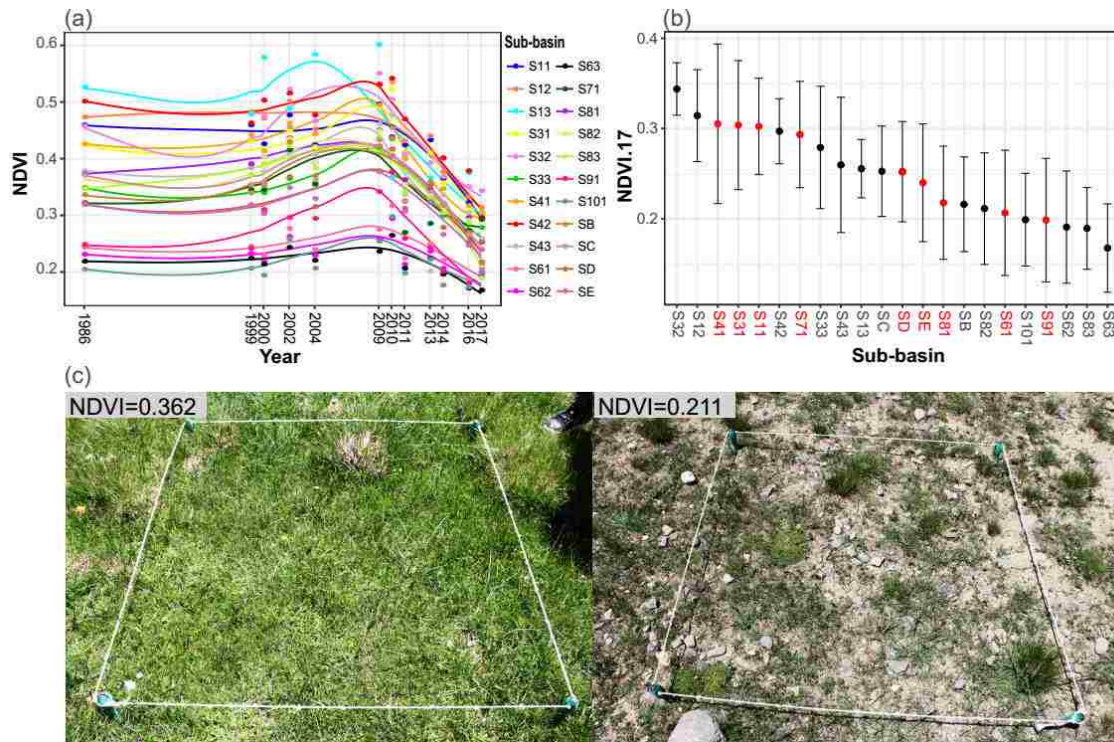 (a)
NDVI
0.6
0.5
0.4
0.3
0.2
1986
1999
2000
2002
2004
2009
2010
2011
2013
2014
2016
2017
Year
Sub-basin
S11 S63
S12 S71
S13 S81
S31 S82
S32 S83
S33 S91
S41 S101
S42 SB
S43 SC
S61 SD
S62 SE
(b)
NDVI.17
0.4
0.3
0.2
S32
S12
S41
S31
S11
S42
S71
S33
S43
S13
SC
SD
SE
S81
SB
S82
S61
S101
S91
S62
S83
S63
Sub-basin
(c)
NDVI=0.362
NDVI=0.211